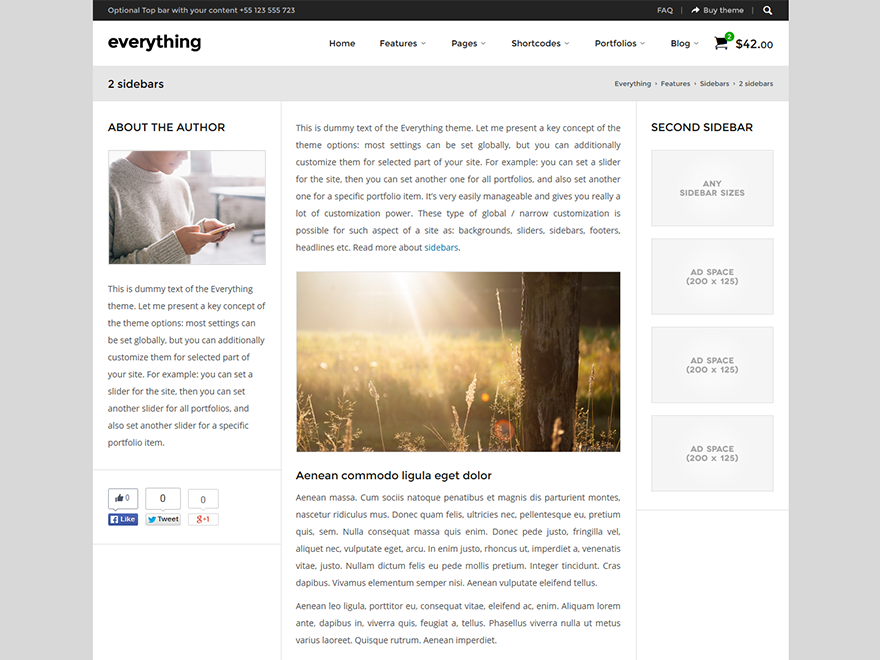 Optional Top bar with your content +55 123 555 723
FAQ | Buy theme |
everything
Home Features Pages Shortcodes Portfolios Blog 2 $42.00
2 sidebars
Everything › Features › Sidebars › 2 sidebars
ABOUT THE AUTHOR
This is dummy text of the Everything
theme. Let me present a key concept of
the theme options: most settings can
be set globally, but you can additionally
customize them for selected part of
your site. For example: you can set a
slider for the site, then you can set
another slider for all portfolios, and
also set another slider for a specific
portfolio item.
0 0 0
Like Tweet +1
This is dummy text of the Everything theme. Let me present a key concept of the
theme options: most settings can be set globally, but you can additionally
customize them for selected part of your site. For example: you can set a slider
for the site, then you can set another one for all portfolios, and also set another
one for a specific portfolio item. It's very easily manageable and gives you really a
lot of customization power. These type of global / narrow customization is
possible for such aspect of a site as: backgrounds, sliders, sidebars, footers,
headlines etc. Read more about sidebars.
Aenean commodo ligula eget dolor
Aenean massa. Cum sociis natoque penatibus et magnis dis parturient montes,
nascetur ridiculus mus. Donec quam felis, ultricies nec, pellentesque eu, pretium
quis, sem. Nulla consequat massa quis enim. Donec pede justo, fringilla vel,
aliquet nec, vulputate eget, arcu. In enim justo, rhoncus ut, imperdiet a, venenatis
vitae, justo. Nullam dictum felis eu pede mollis pretium. Integer tincidunt. Cras
dapibus. Vivamus elementum semper nisi. Aenean vulputate eleifend tellus.
Aenean leo ligula, porttitor eu, consequat vitae, eleifend ac, enim. Aliquam lorem
ante, dapibus in, viverra quis, feugiat a, tellus. Phasellus viverra nulla ut metus
varius laoreet. Quisque rutrum. Aenean imperdiet.
SECOND SIDEBAR
ANY
SIDEBAR SIZES
AD SPACE
(200 x 125)
AD SPACE
(200 x 125)
AD SPACE
(200 x 125)